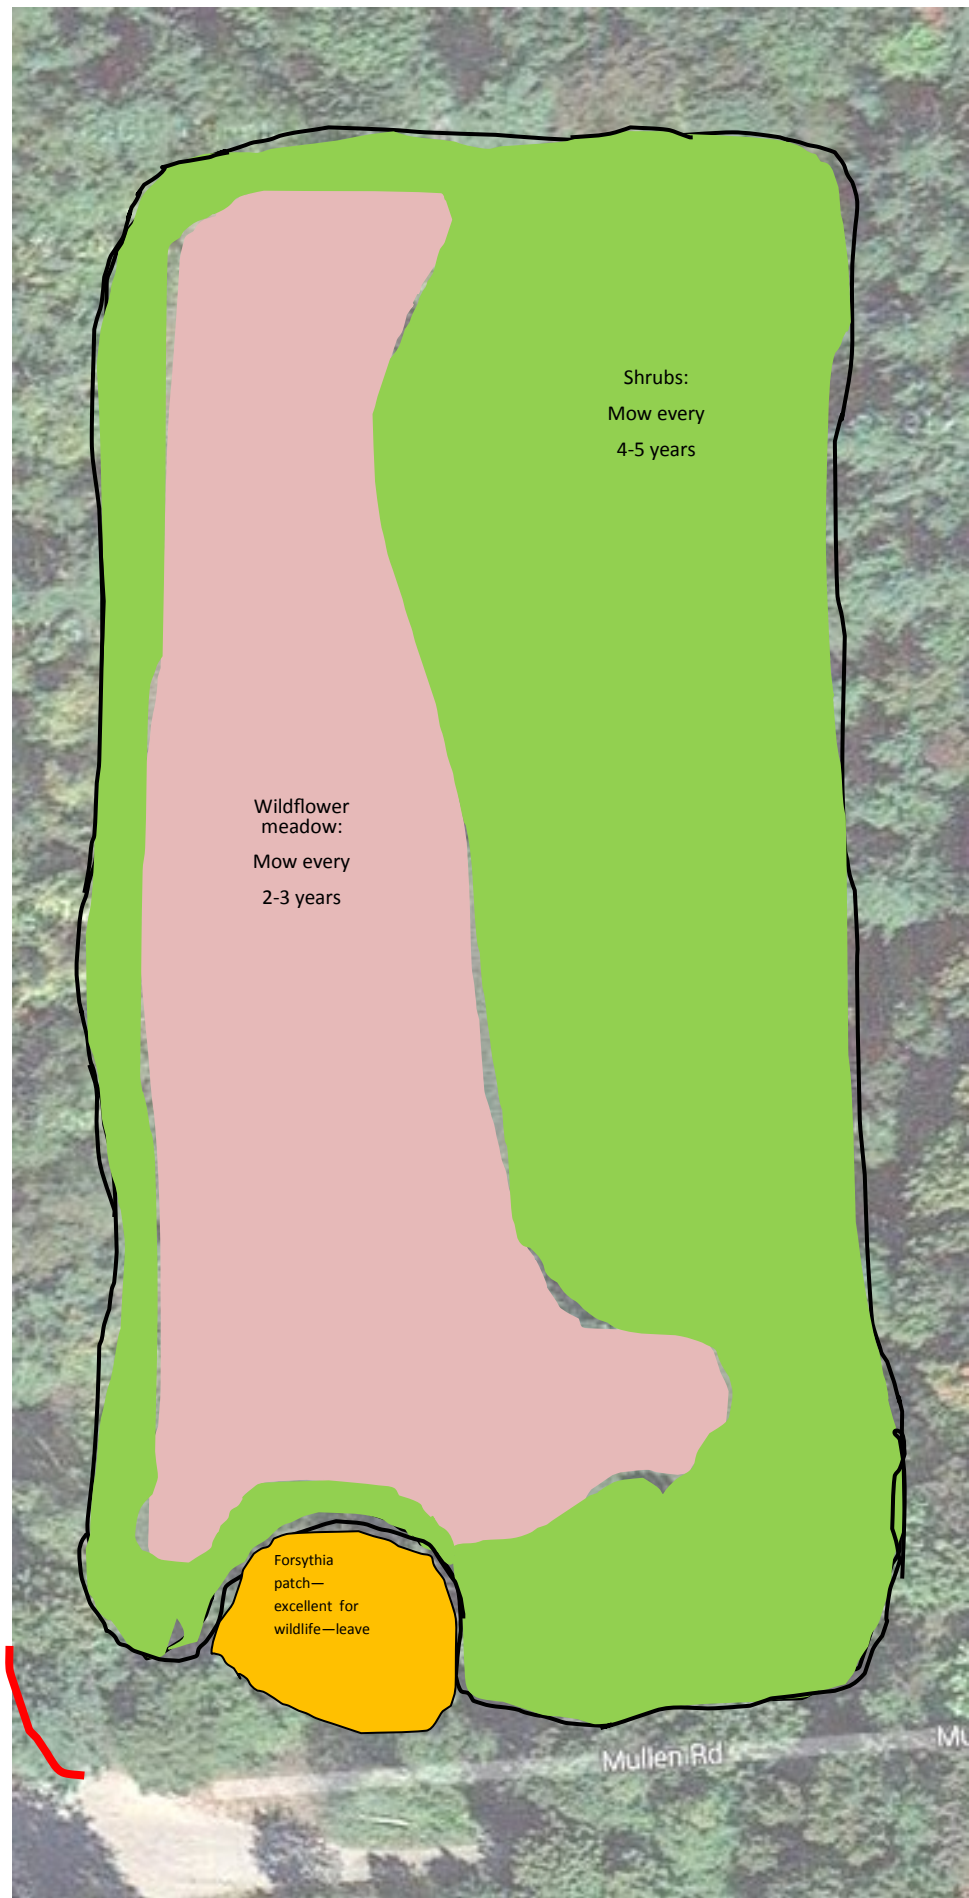 Shrubs:
Mow every
4-5 years
Wildflower
meadow:
Mow every
2-3 years
Forsythia
patch—
excellent for
wildlife—leave
Mullen Rd
Mu